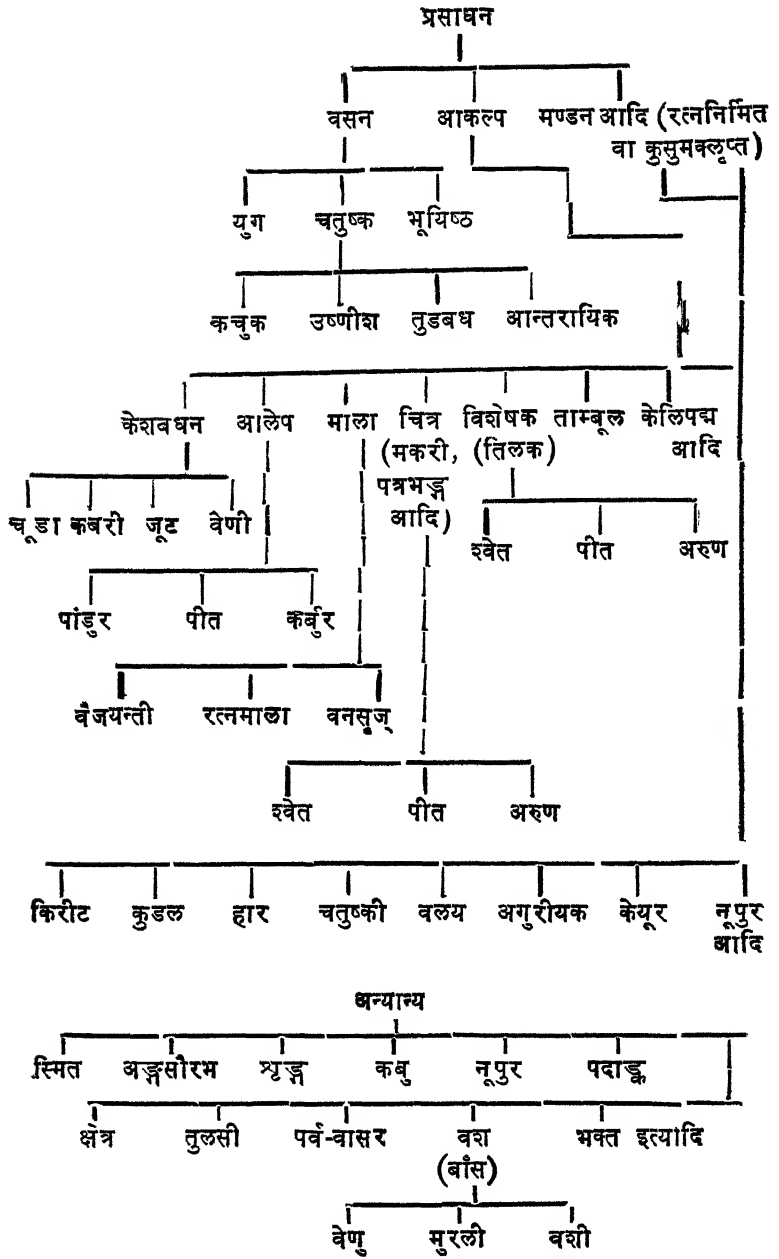 प्रसाधन
वसन आकल्प मण्डन आदि (रत्ननिर्मित
वा कुसुमक्लृप्त)
युग चतुष्क भूयिष्ठ
कचुक उष्णीश तुडबध आन्तरायिक
केशबधन आलेप माला चित्र विशेषक ताम्बूल केलिपद्म
(मकरी, (तिलक) आदि
पत्रभङ्ग
आदि)
चूडा कबरी जूट वेणी
श्वेत पीत अरुण
पांडुर पीत कर्बुर
वैजयन्ती रत्नमाला वनसृज्
श्वेत पीत अरुण
किरीट कुडल हार चतुष्की वलय अगुरीयक केयूर नूपुर
आदि
अन्यान्य
स्मित अङ्गसौरभ शृङ्ग कबु नूपुर पदाङ्क
क्षेत्र तुलसी पर्व-वासर वश भक्त इत्यादि
(बाँस)
वेणु मुरली वशी